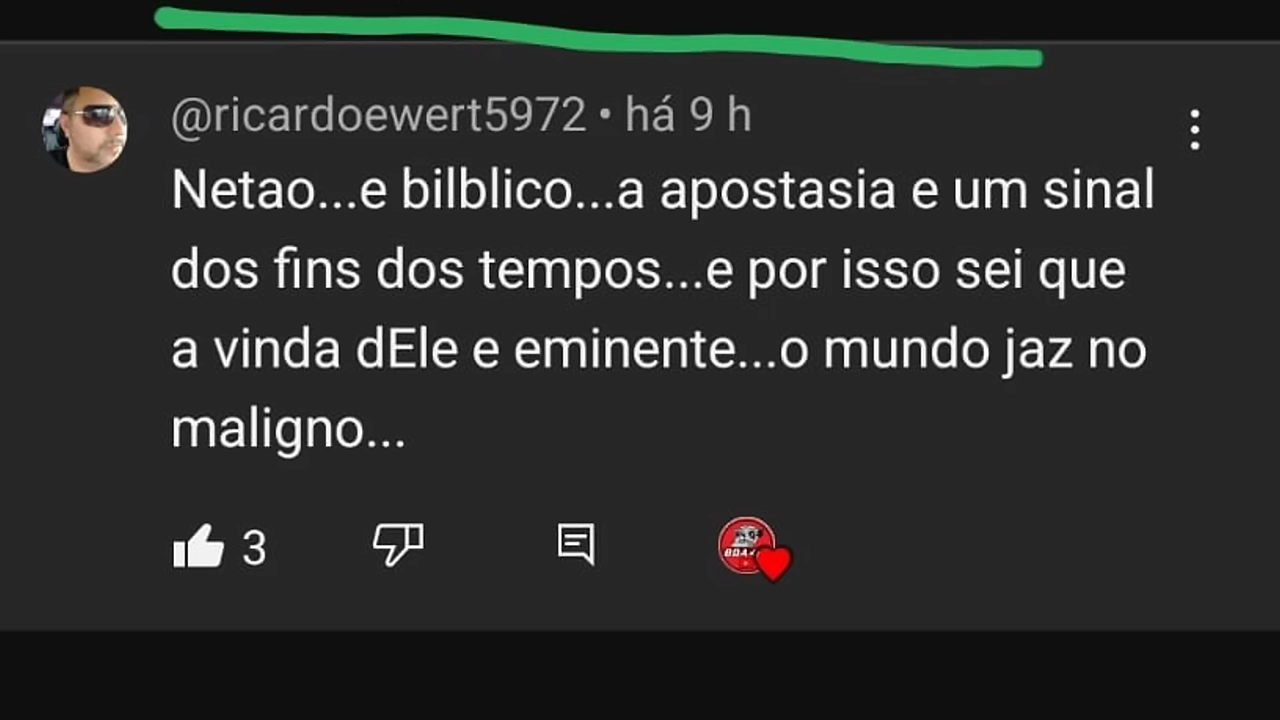 @ricardoewert5972 • há 9 h
Netao...e bilblico...a apostasia e um sinal
dos fins dos tempos...e por isso sei que
a vinda dEle e eminente...o mundo jaz no
maligno...
3